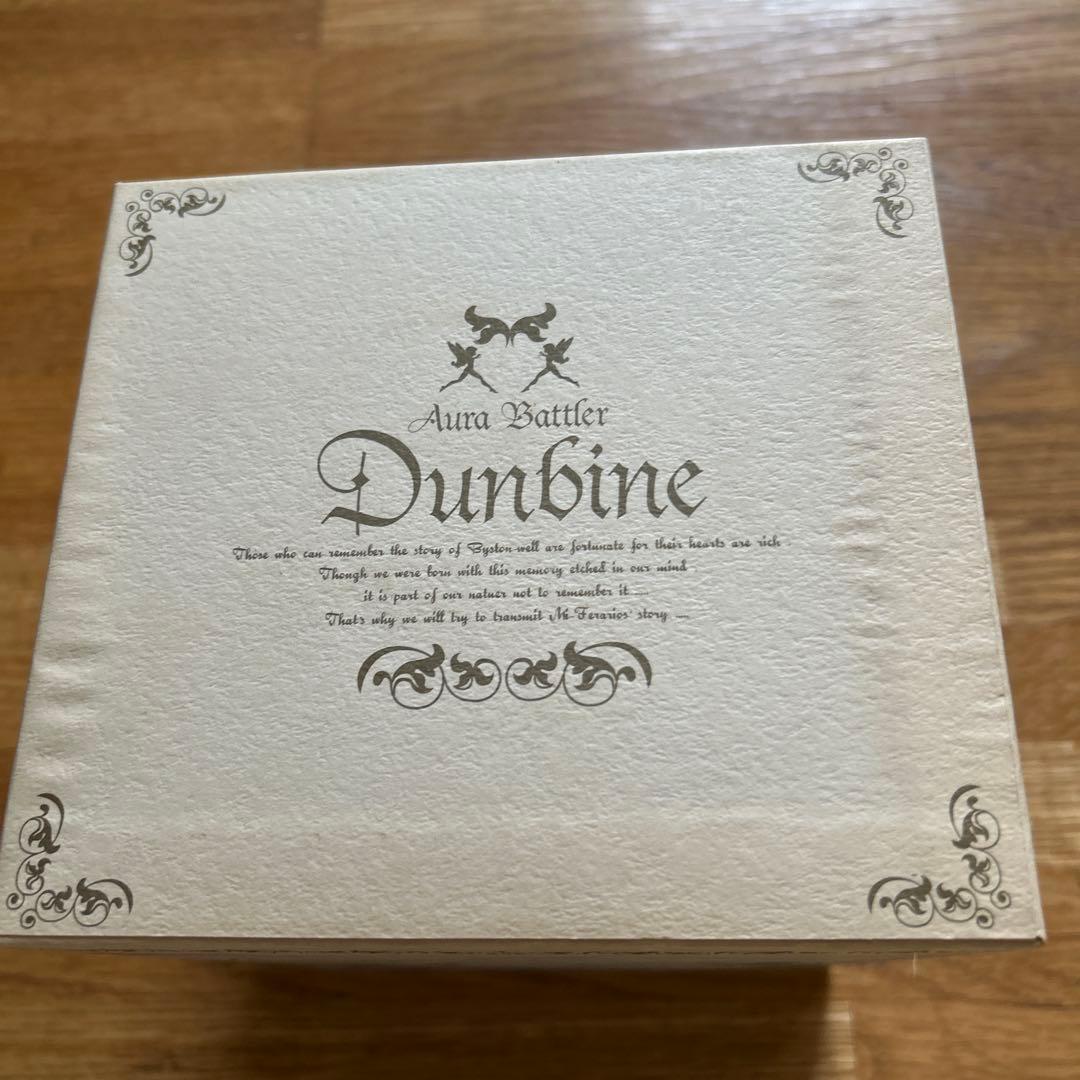 Aura Battler
Dunbine
Those who can remember the story of Byston-well are fortunate for their hearts are rich
Though we were born with this memory etched in our mind
it is part of our natuer not to remember it .....
That's why we will try to transmit Mi-Ferarios' story .....